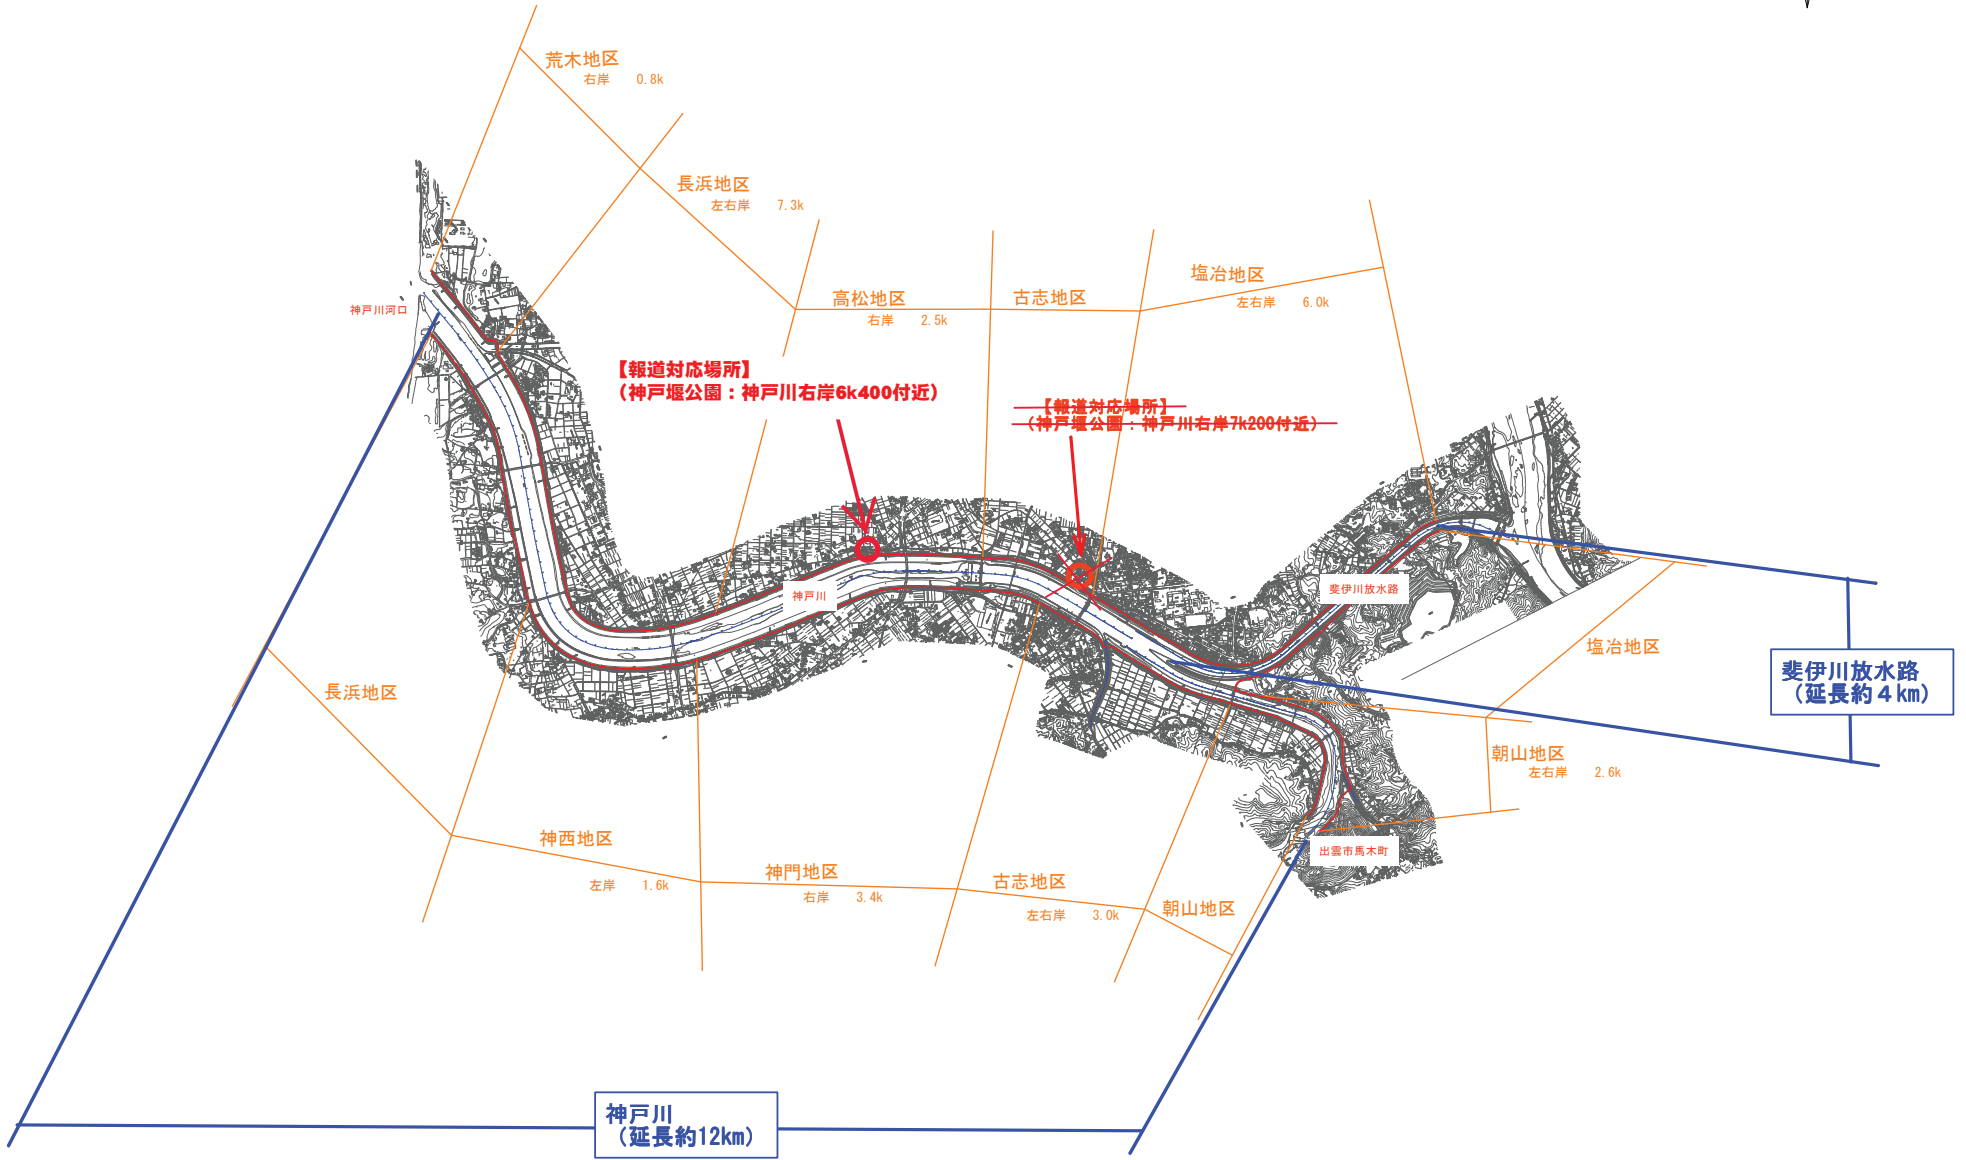 荒木地区
右岸 0.8k
長浜地区
左右岸 7.3k
高松地区
右岸 2.5k
古志地区
塩冶地区
左右岸 6.0k
神戸川河口
【報道対応場所】
（神戸堰公園：神戸川右岸6k400付近）
【報道対応場所】
（神戸堰公園：神戸川右岸7k200付近）
神戸川
斐伊川放水路
塩冶地区
斐伊川放水路
（延長約４km）
長浜地区
朝山地区
左右岸 2.6k
神西地区
左岸 1.6k
神門地区
右岸 3.4k
古志地区
左右岸 3.0k
朝山地区
出雲市馬木町
神戸川
（延長約12km）